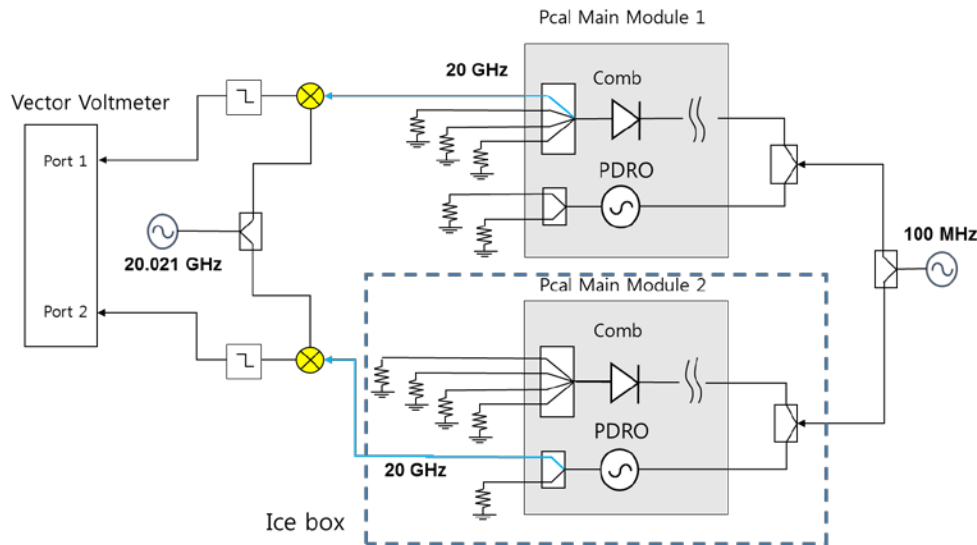 Pcal Main Module 1
20 GHz
Comb
Vector Voltmeter
Port 1
PDRO
20.021 GHz
100 MHz
Pcal Main Module 2
Port 2
Comb
PDRO
20 GHz
Ice box